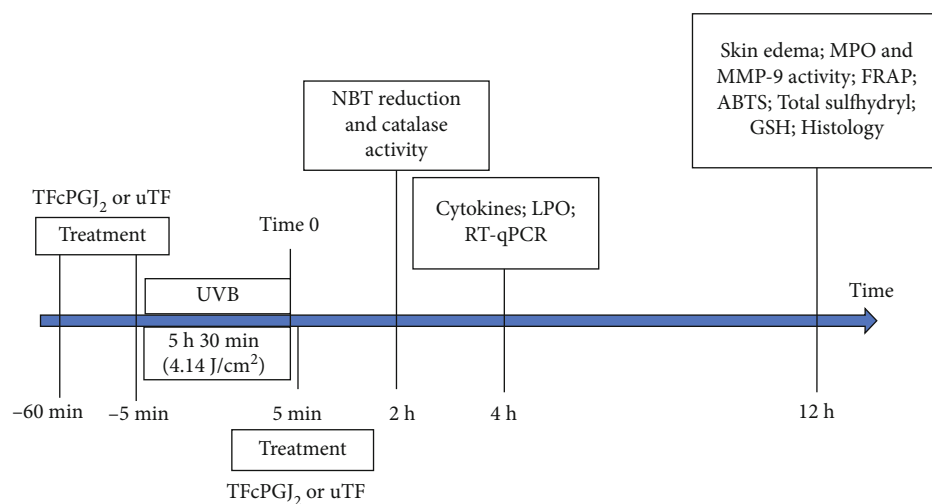 Skin edema; MPO and
MMP-9 activity; FRAP;
ABTS; Total sulfhydryl;
GSH; Histology
NBT reduction
and catalase
activity
TFcPGJ₂ or uTF
Treatment
Time 0
Cytokines; LPO;
RT-qPCR
UVB
Time
5 h 30 min
(4.14 J/cm²)
–60 min
–5 min
5 min
2 h
4 h
12 h
Treatment
TFcPGJ₂ or uTF